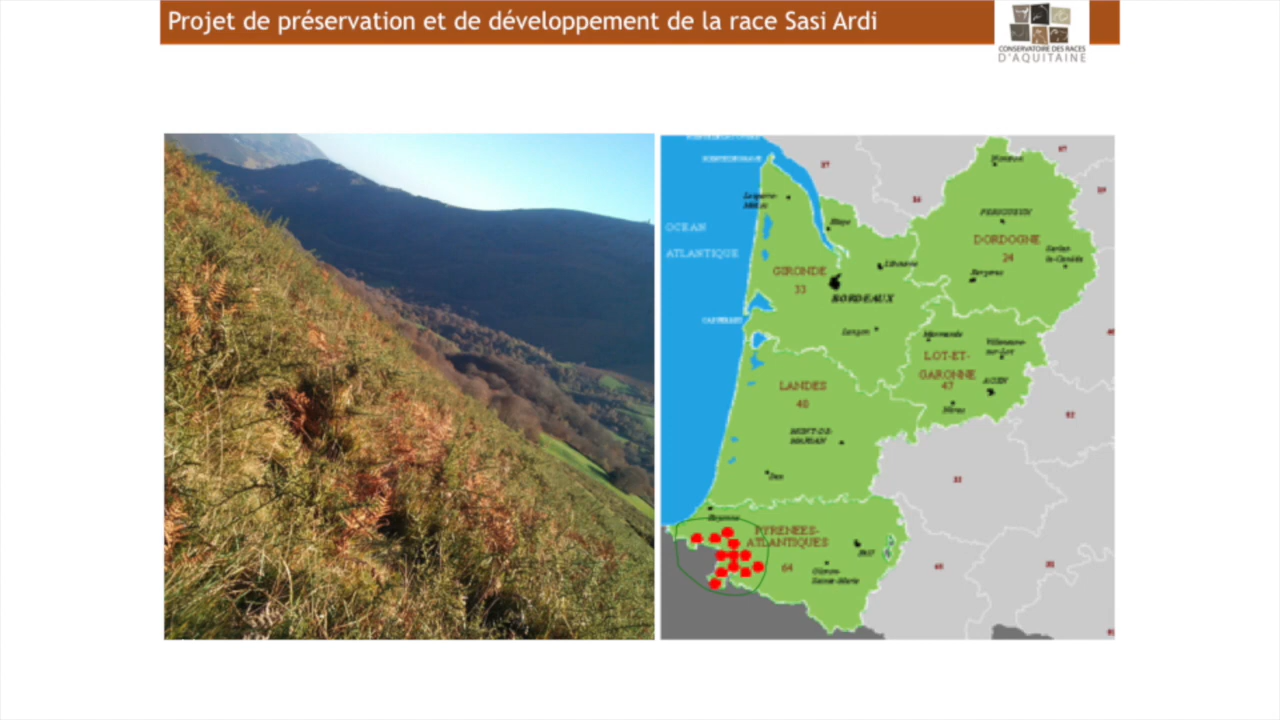 Projet de préservation et de développement de la race Sasi Ardi
CONSERVATOIRE DES RACES
D'AQUITAINE
OCEAN
ATLANTIQUE
GIRONDE
33
BORDEAUX
Blaye
Libourne
Langon
PERIGUEUX
DORDOGNE
24
Bergerac
Sarlat-
la-Canéda
CAP FERRET
Marmande
Villeneuve-
sur-Lot
LOT-ET-
GARONNE
47
AGEN
Nérac
LANDES
40
MONT-DE-
MARSAN
Dax
Bayonne
PYRENEES-
ATLANTIQUES
64
PAU
Oloron-
Sainte-Marie